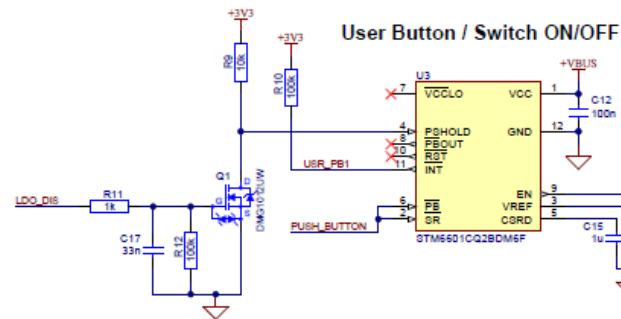 User Button / Switch ON/OFF
+3V3
+3V3
+VBUS
R9
10k
R10
100k
U3
7
VCCLO
VCC
1
C12
100n
4
PSHOLD
GND
12
8
PBOUT
10
RST
USR_PB1
11
INT
Q1
D
DMG1012UW
EN
9
LDO_DIS
R11
1k
6
PB
VREF
3
2
SR
CSRD
5
PUSH_BUTTON
STM6601CQ2BDM6F
C15
1u
C17
33n
R12
100k